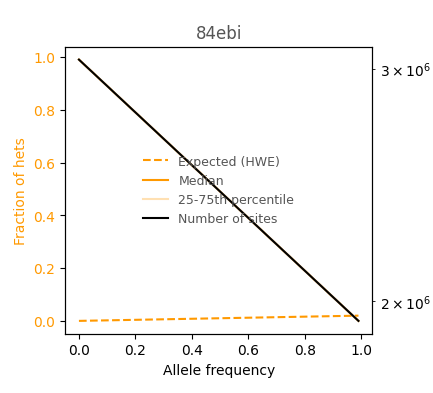 84ebi
1.0
0.8
0.6
0.4
0.2
0.0
Fraction of hets
3 × 10⁶
2 × 10⁶
Expected (HWE)
Median
25-75th percentile
Number of sites
0.0 0.2 0.4 0.6 0.8 1.0
Allele frequency